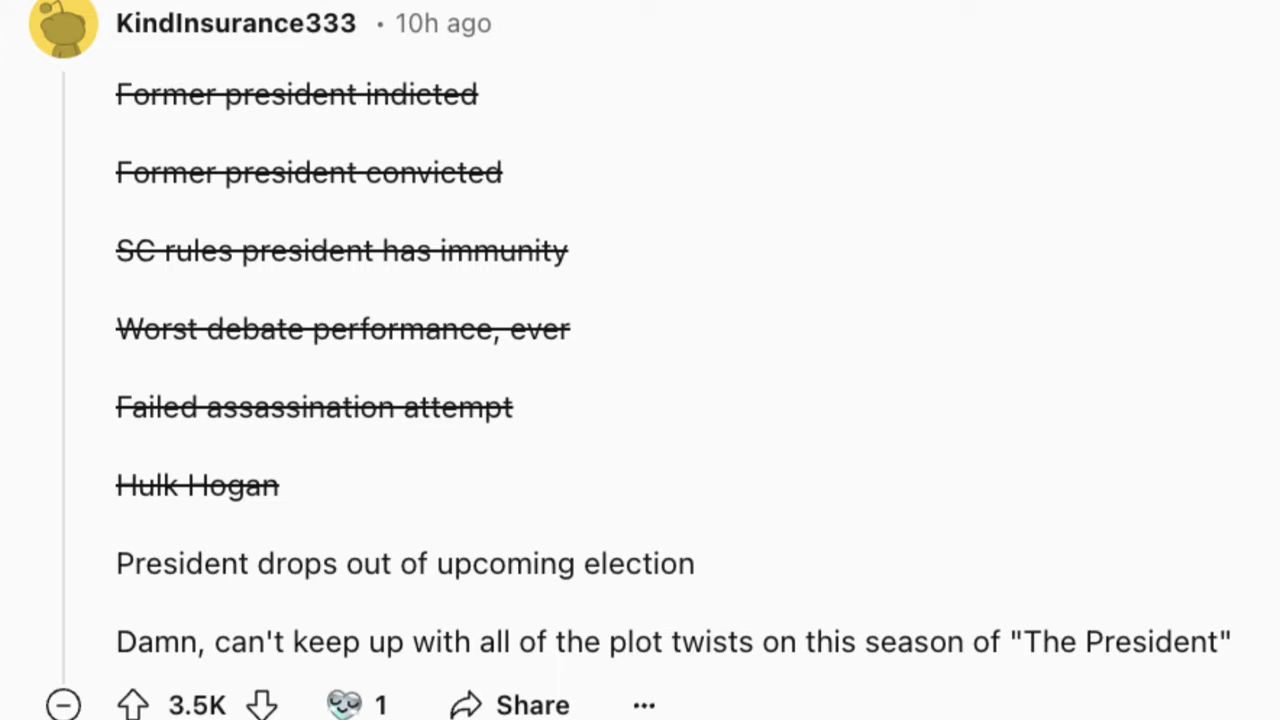 KindInsurance333 • 10h ago
Former president indicted
Former president convicted
SC rules president has immunity
Worst debate performance, ever
Failed assassination attempt
Hulk Hogan
President drops out of upcoming election
Damn, can't keep up with all of the plot twists on this season of "The President"
3.5K 1 Share ...